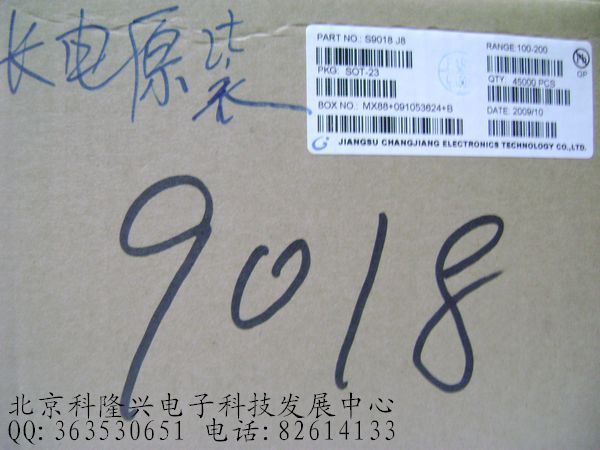 长电原装
PART NO.: S9018 J8
RANGE:100-200
PKG: SOT-23
QTY: 45000 PCS
BOX NO.: MX88+091053624+B
DATE: 2009/10
GP
JIANGSU CHANGJIANG ELECTRONICS TECHNOLOGY CO.,LTD.
9018
北京科隆兴电子科技发展中心
QQ: 363530651 电话: 82614133